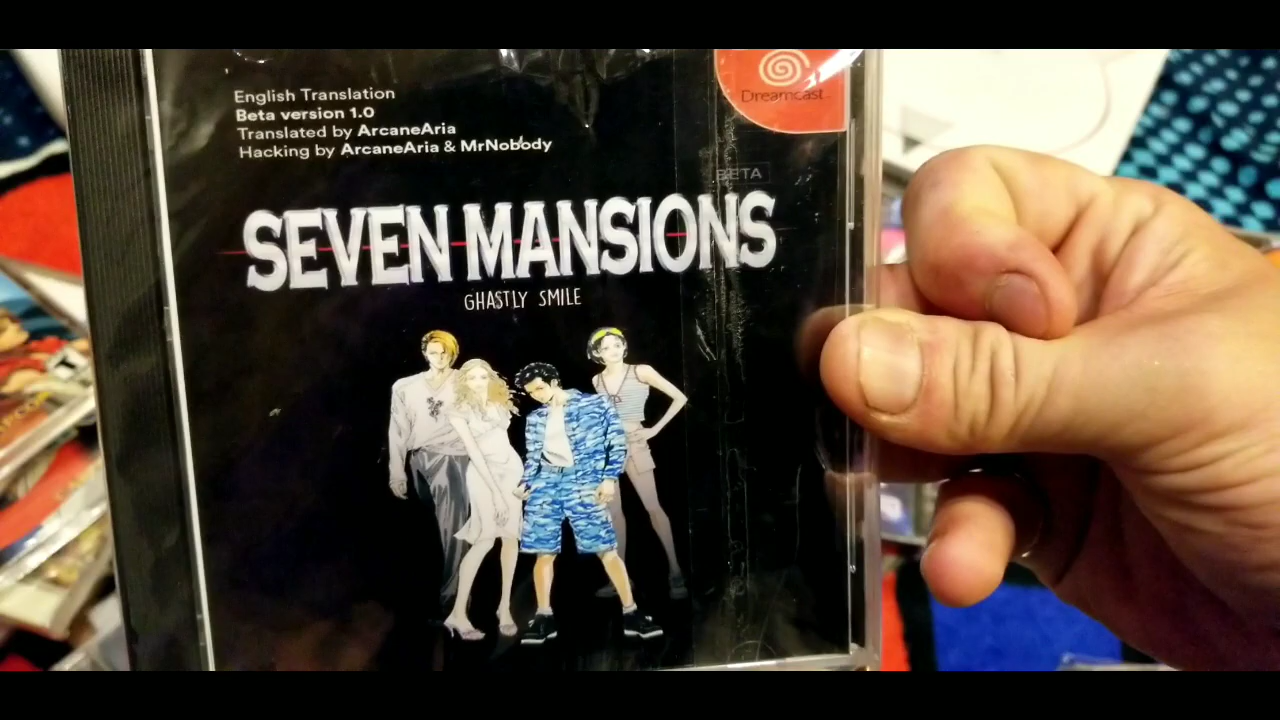 English Translation
Beta version 1.0
Translated by ArcaneAria
Hacking by ArcaneAria & MrNobody
Dreamcast
BETA
SEVEN MANSIONS
GHASTLY SMILE